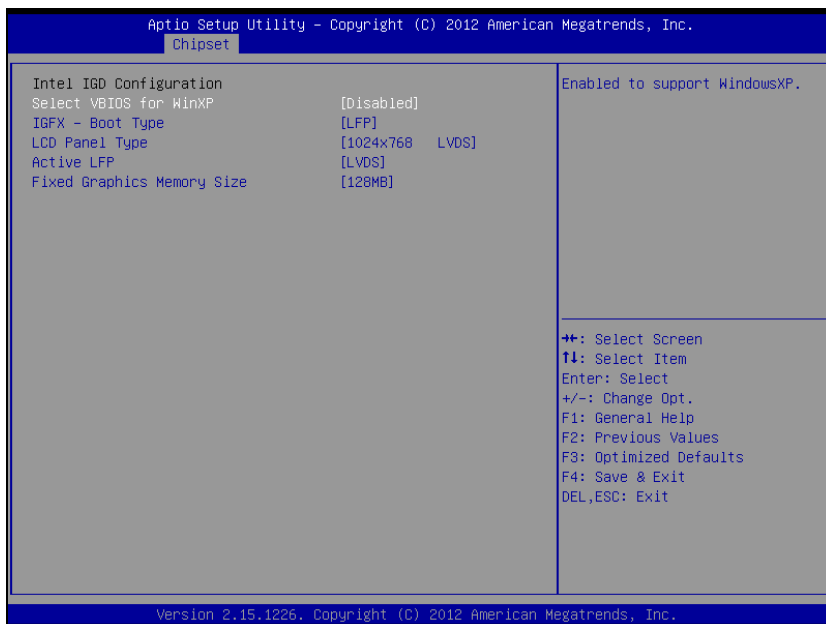 Aptio Setup Utility – Copyright (C) 2012 American Megatrends, Inc.
Chipset
Intel IGD Configuration
Select VBIOS for WinXP [Disabled]
IGFX – Boot Type [LFP]
LCD Panel Type [1024x768 LVDS]
Active LFP [LVDS]
Fixed Graphics Memory Size [128MB]
Enabled to support WindowsXP.
→←: Select Screen
↑↓: Select Item
Enter: Select
+/-: Change Opt.
F1: General Help
F2: Previous Values
F3: Optimized Defaults
F4: Save & Exit
DEL,ESC: Exit
Version 2.15.1226. Copyright (C) 2012 American Megatrends, Inc.